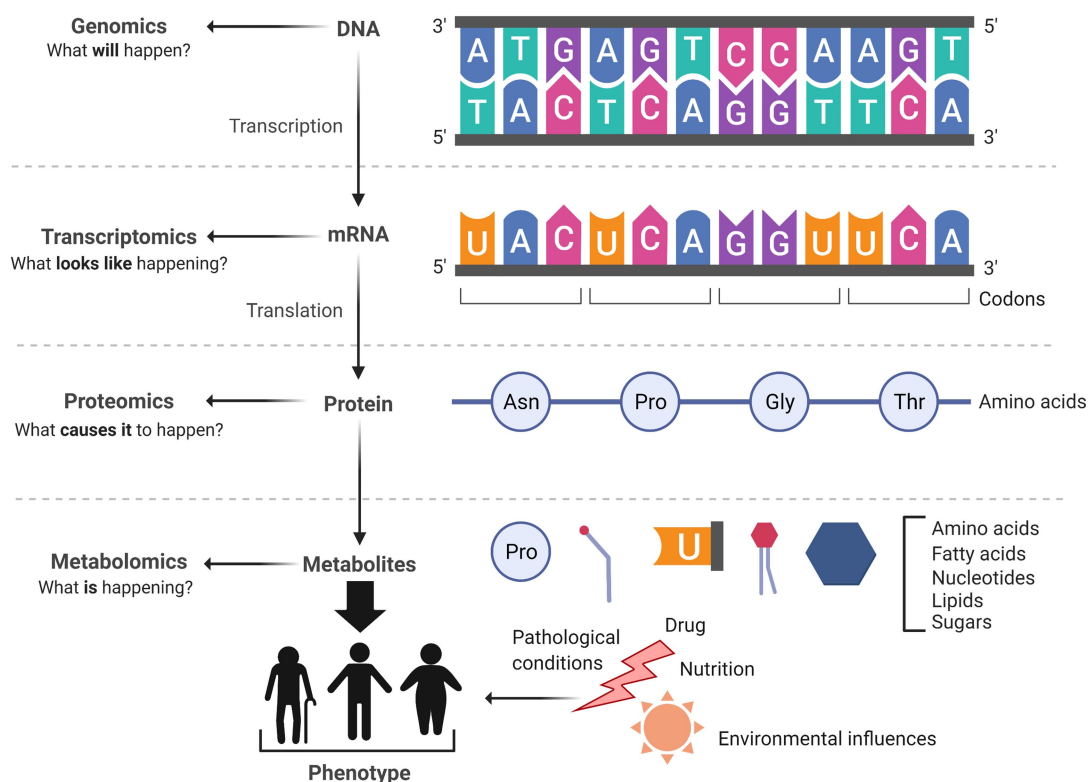 Genomics
What will happen?
DNA
Transcription
3'
5'
A T G A G T C C A A G T
T A C T C A G G T T C A
5'
3'
Transcriptomics
What looks like happening?
mRNA
Translation
U A C U C A G G U U C A
5'
3'
Codons
Proteomics
What causes it to happen?
Protein
Asn
Pro
Gly
Thr
Amino acids
Metabolomics
What is happening?
Metabolites
Pro
U
Amino acids
Fatty acids
Nucleotides
Lipids
Sugars
Pathological
conditions
Drug
Nutrition
Environmental influences
Phenotype